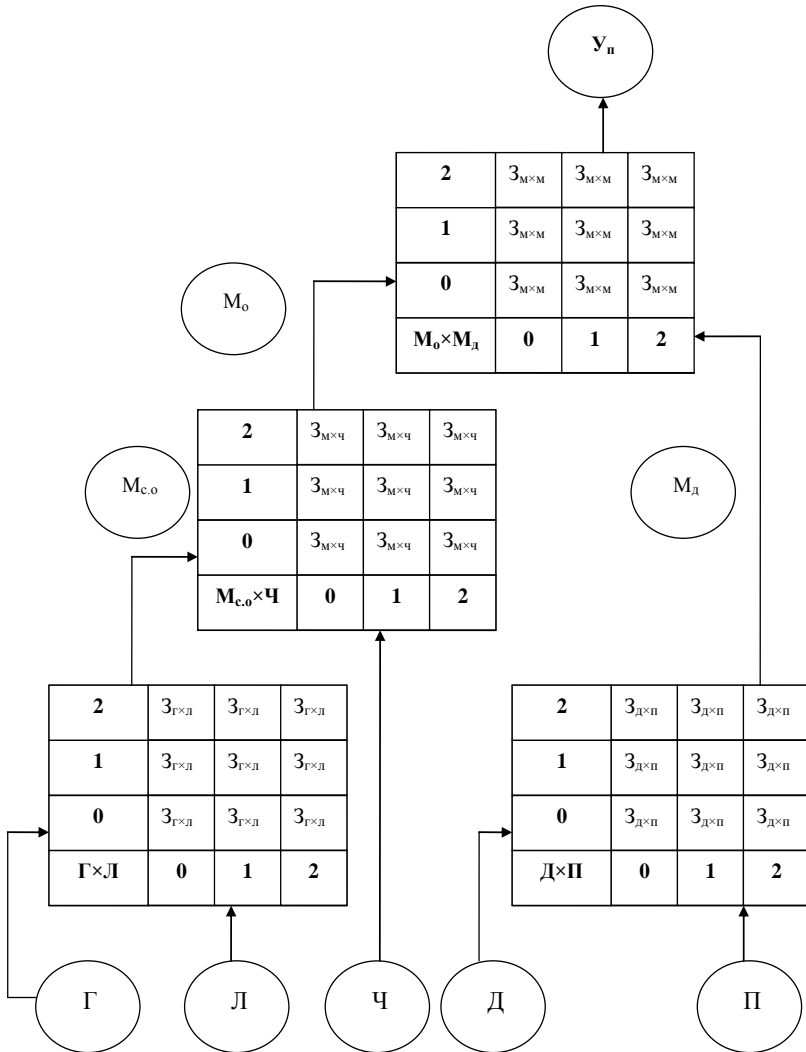 Уп
2 Зм×м Зм×м Зм×м
1 Зм×м Зм×м Зм×м
0 Зм×м Зм×м Зм×м
Мо×Мд 0 1 2
Мо
2 Зм×ч Зм×ч Зм×ч
1 Зм×ч Зм×ч Зм×ч
0 Зм×ч Зм×ч Зм×ч
Мс.о×Ч 0 1 2
Мс.о
Мд
2 Зг×л Зг×л Зг×л
1 Зг×л Зг×л Зг×л
0 Зг×л Зг×л Зг×л
Г×Л 0 1 2
2 Зд×п Зд×п Зд×п
1 Зд×п Зд×п Зд×п
0 Зд×п Зд×п Зд×п
Д×П 0 1 2
Г Л Ч Д П